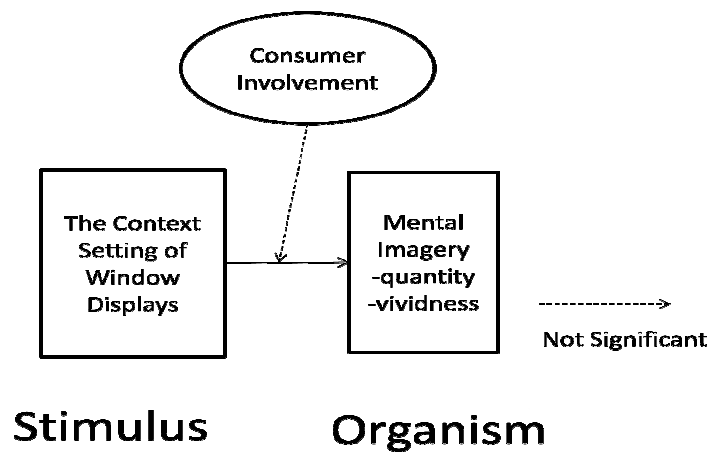 Consumer
Involvement
The Context
Setting of
Window
Displays
Mental
Imagery
-quantity
-vividness
Not Significant
Stimulus
Organism